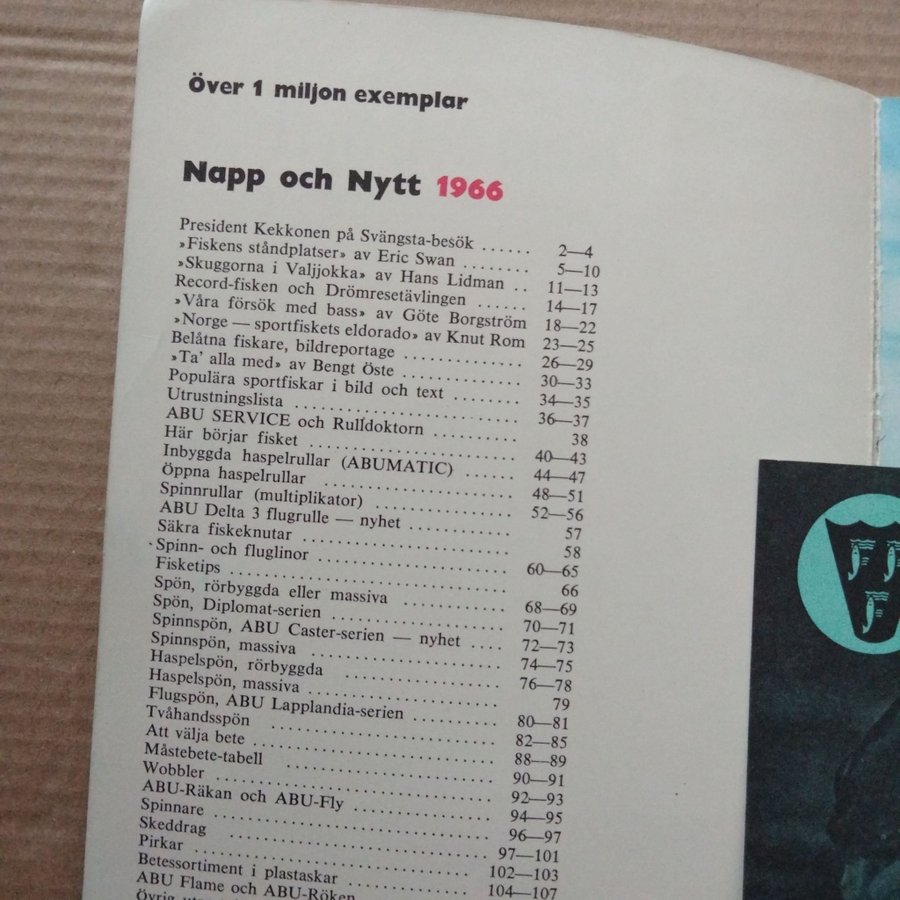 Över 1 miljon exemplar
Napp och Nytt 1966
President Kekkonen på Svängsta-besök ...... 2—4
»Fiskens ståndplatser» av Eric Swan ........ 5—10
»Skuggorna i Valjjokka» av Hans Lidman .. 11—13
Record-fisken och Drömresetävlingen ...... 14—17
»Våra försök med bass» av Göte Borgström 18—22
»Norge — sportfiskets eldorado» av Knut Rom 23—25
Belåtna fiskare, bildreportage ............ 26—29
»Ta' alla med» av Bengt Öste ............ 30—33
Populära sportfiskar i bild och text ........ 34—35
Utrustningslista ........................ 36—37
ABU SERVICE och Rulldoktorn .......... 38
Här börjar fisket ...................... 40—43
Inbyggda haspelrullar (ABUMATIC) ...... 44—47
Öppna haspelrullar ...................... 48—51
Spinnrullar (multiplikator) .............. 52—56
ABU Delta 3 flugrulle — nyhet .......... 57
Säkra fiskeknutar ...................... 58
Spinn- och fluglinor .................... 60—65
Fisketips .............................. 66
Spön, rörbyggda eller massiva ............ 68—69
Spön, Diplomat-serien .................. 70—71
Spinnspön, ABU Caster-serien — nyhet .... 72—73
Spinnspön, massiva .................... 74—75
Haspelspön, rörbyggda .................. 76—78
Haspelspön, massiva .................... 79
Flugspön, ABU Lapplandia-serien .......... 80—81
Tvåhandsspön .......................... 82—85
Att välja bete .......................... 88—89
Måstebete-tabell ........................ 90—91
Wobbler .............................. 92—93
ABU-Räkan och ABU-Fly ................ 94—95
Spinnare .............................. 96—97
Skeddrag .............................. 97—101
Pirkar ................................ 102—103
Betessortiment i plastaskar .............. 104—107
ABU Flame och ABU-Röken
Övrig